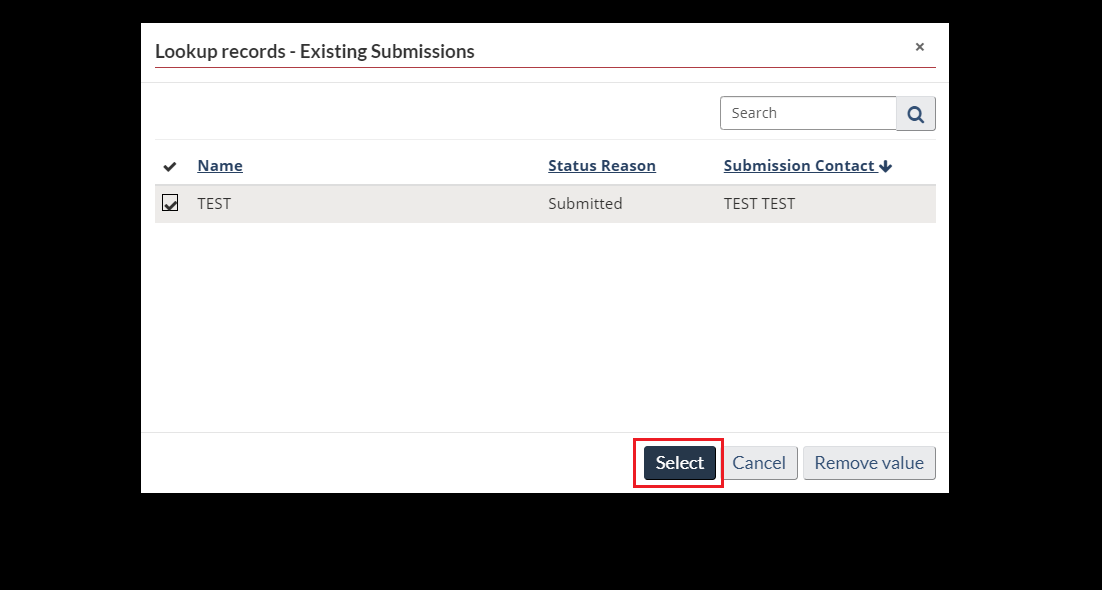 Lookup records - Existing Submissions
×
Search
Name Status Reason Submission Contact
TEST Submitted TEST TEST
Select Cancel Remove value